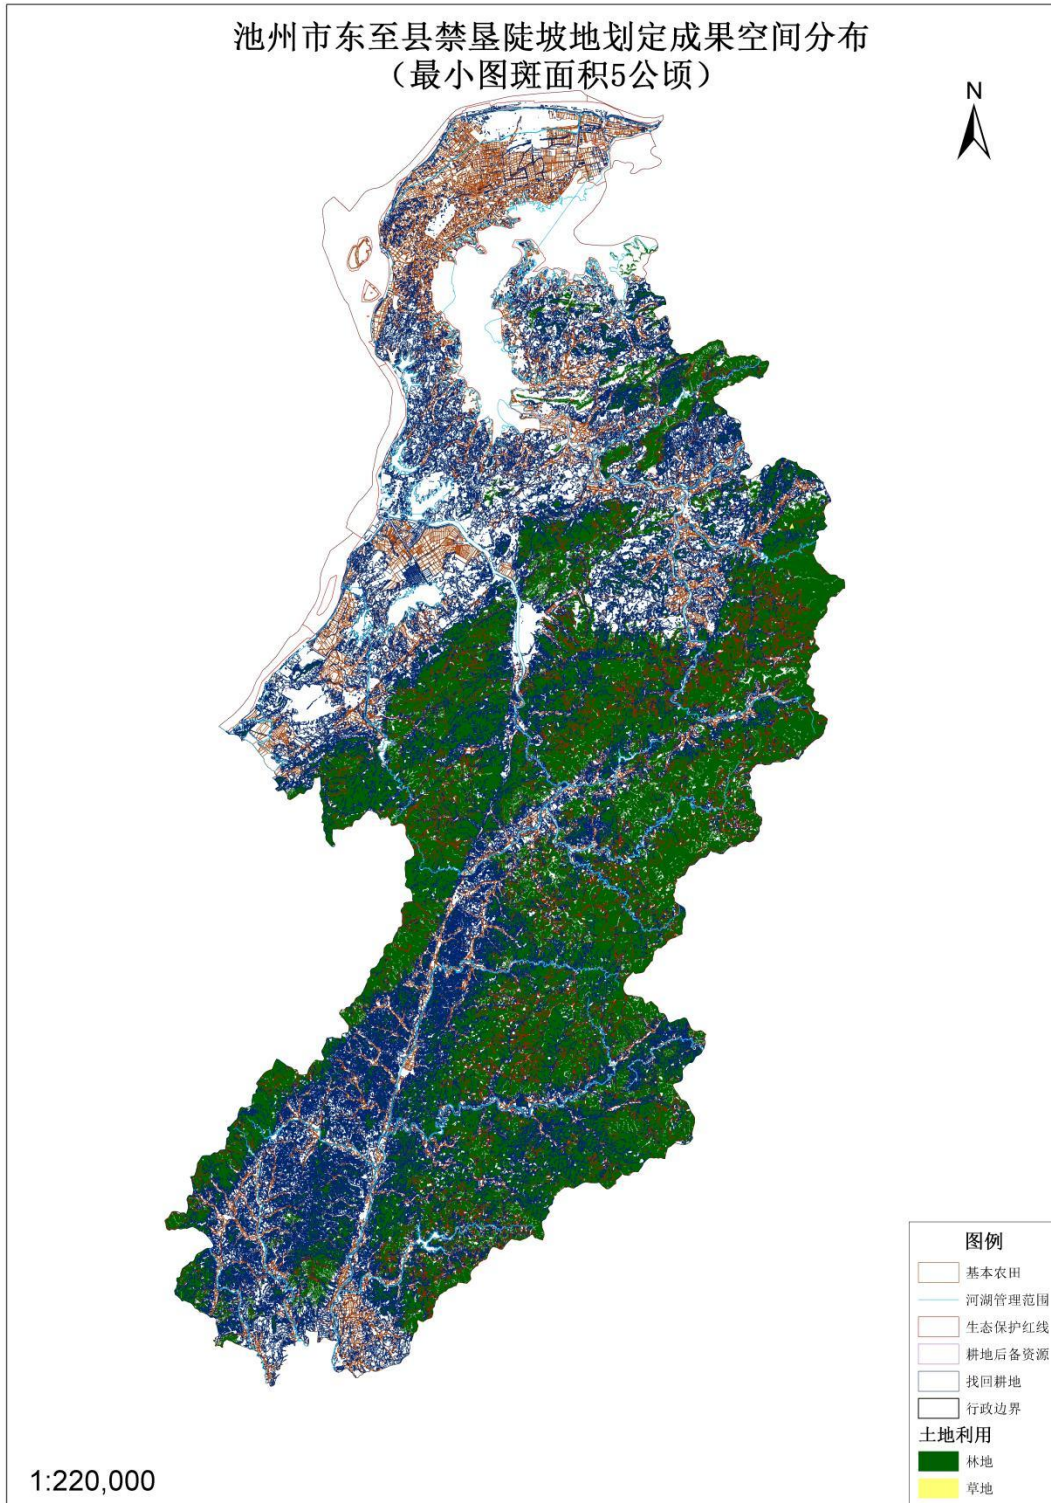 池州市东至县禁垦陡坡地划定成果空间分布
（最小图斑面积5公顷）
N
图例
基本农田
河湖管理范围
生态保护红线
耕地后备资源
找回耕地
行政边界
土地利用
林地
草地
1:220,000